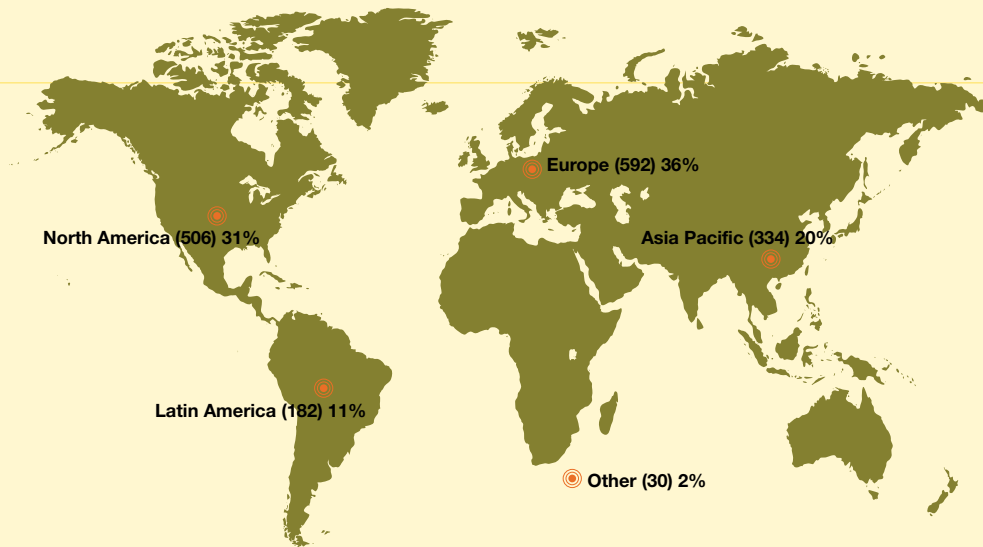 Europe (592) 36%
North America (506) 31%
Asia Pacific (334) 20%
Latin America (182) 11%
Other (30) 2%